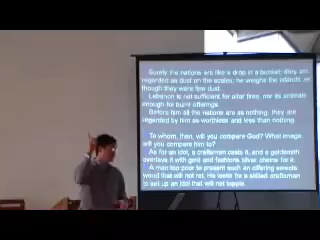 Surely the nations are like a drop in a bucket; they are
regarded as dust on the scales; he weighs the islands as
though they were fine dust.
Lebanon is not sufficient for altar fires, nor its animals
enough for burnt offerings.
Before him all the nations are as nothing; they are
regarded by him as worthless and less than nothing.
To whom, then, will you compare God? What image
will you compare him to?
As for an idol, a craftsman casts it, and a goldsmith
overlays it with gold and fashions silver chains for it.
A man too poor to present such an offering selects
wood that will not rot. He looks for a skilled craftsman
to set up an idol that will not topple.